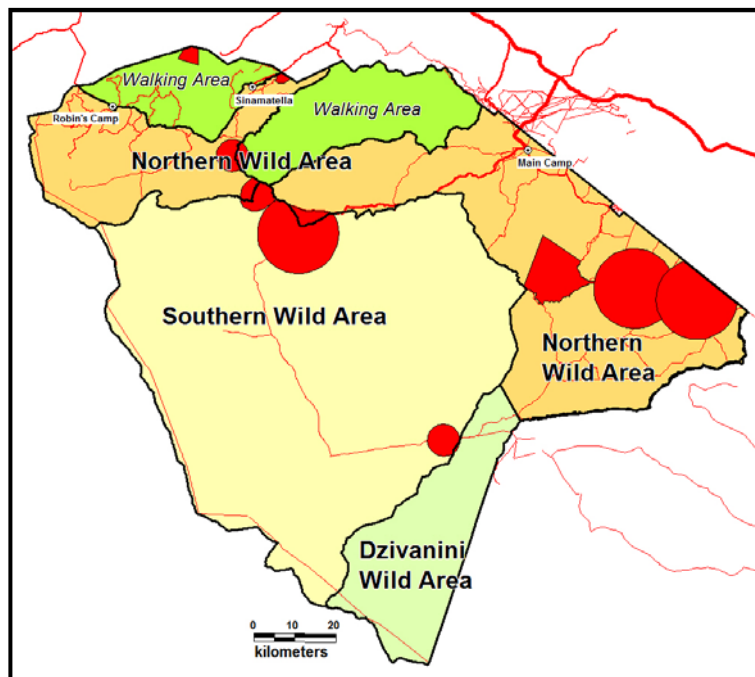 Walking Area
Sinamatella
Walking Area
Robin's Camp
Northern Wild Area
Main Camp
Southern Wild Area
Northern
Wild Area
Dzivanini
Wild Area
0 10 20
kilometers